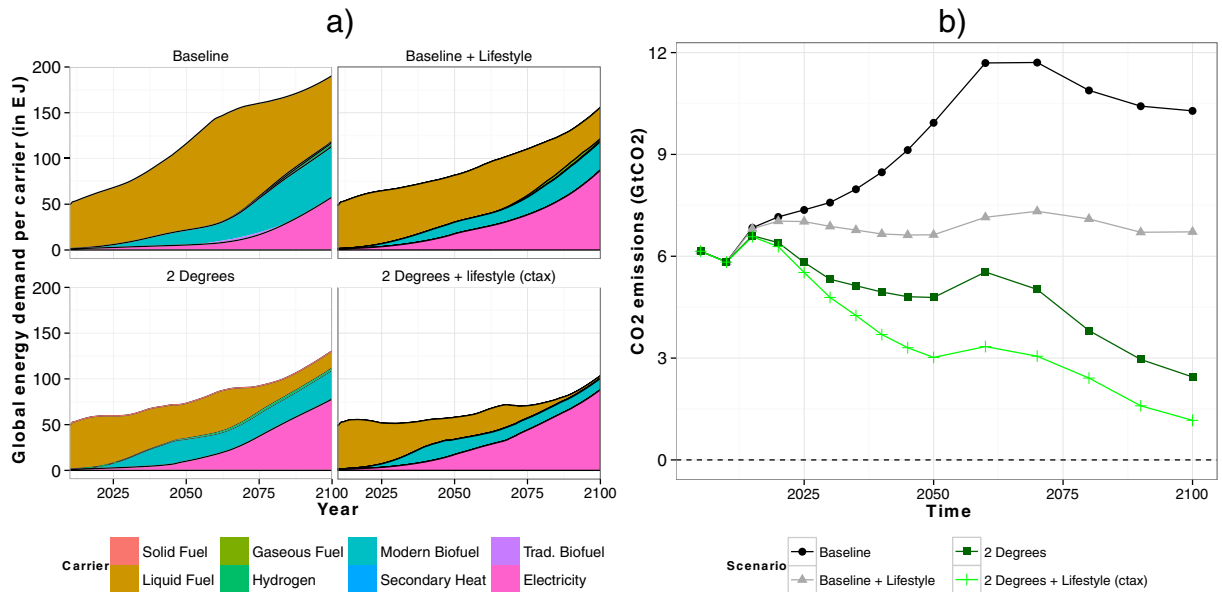 a)
b)
Baseline
Baseline + Lifestyle
200
150
100
50
0
2 Degrees
2 Degrees + lifestyle (ctax)
200
150
100
50
0
Global energy demand per carrier (in EJ)
2025 2050 2075 2100 2025 2050 2075 2100
Year
Carrier
Solid Fuel Gaseous Fuel Modern Biofuel Trad. Biofuel
Liquid Fuel Hydrogen Secondary Heat Electricity
12
9
6
3
0
CO2 emissions (GtCO2)
2025 2050 2075 2100
Time
Scenario
Baseline 2 Degrees
Baseline + Lifestyle 2 Degrees + Lifestyle (ctax)